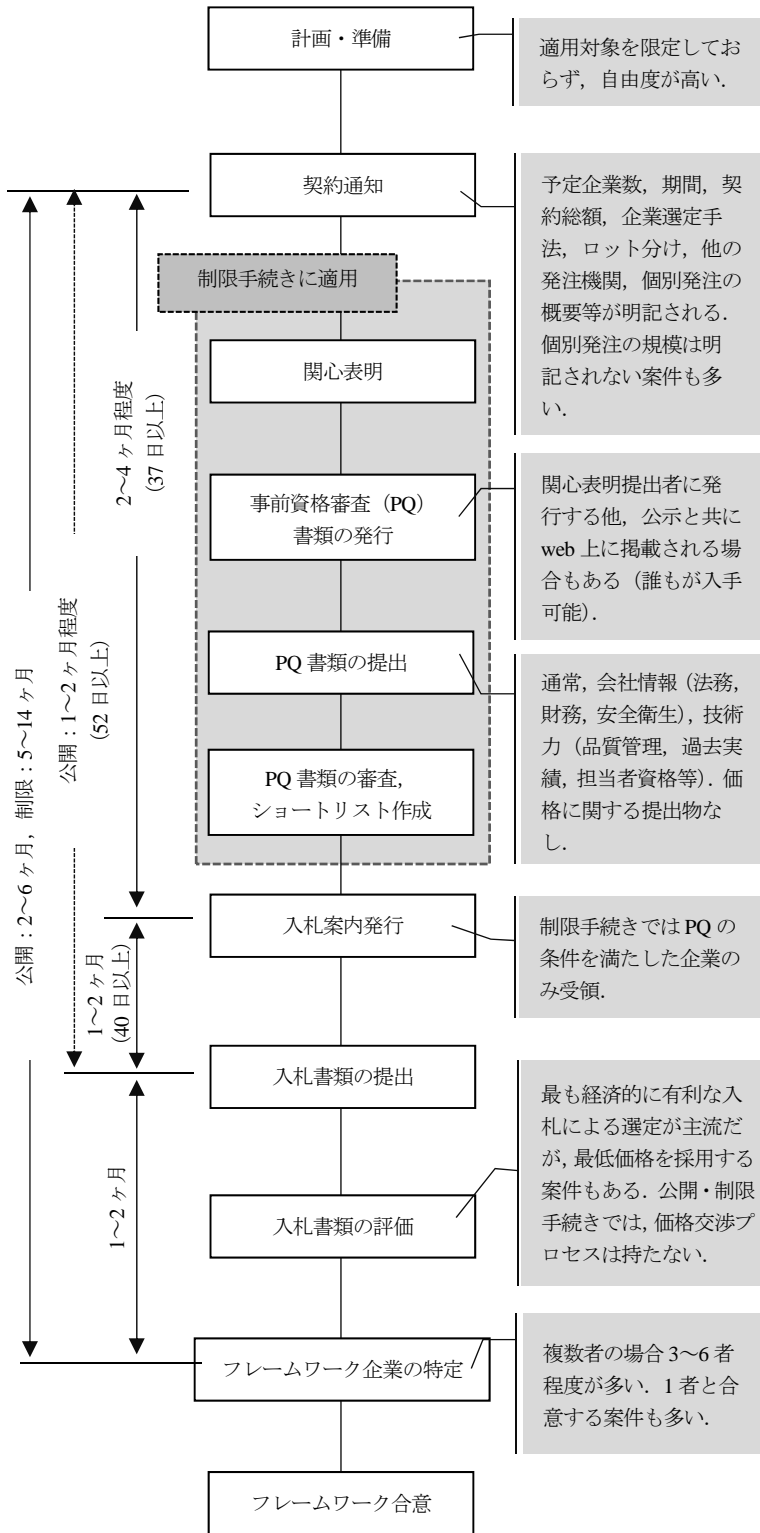 計画・準備
適用対象を限定してお
らず，自由度が高い．
契約通知
予定企業数，期間，契
約総額，企業選定手
法，ロット分け，他の
発注機関，個別発注の
概要等が明記される．
個別発注の規模は明
記されない案件も多
い．
制限手続きに適用
関心表明
事前資格審査（PQ）
書類の発行
関心表明提出者に発
行する他，公示と共に
web 上に掲載される場
合もある（誰もが入手
可能）．
PQ 書類の提出
通常，会社情報（法務，
財務，安全衛生），技術
力（品質管理，過去実
績，担当者資格等）．価
格に関する提出物な
し．
PQ 書類の審査，
ショートリスト作成
入札案内発行
制限手続きでは PQ の
条件を満たした企業の
み受領．
入札書類の提出
入札書類の評価
最も経済的に有利な入
札による選定が主流だ
が，最低価格を採用する
案件もある．公開・制限
手続きでは，価格交渉プ
ロセスは持たない．
フレームワーク企業の特定
複数者の場合 3～6 者
程度が多い．1 者と合
意する案件も多い．
フレームワーク合意
公開：2～6 ヶ月，制限：5～14 ヶ月
公開：1～2 ヶ月程度
(52 日以上)
2～4 ヶ月程度
(37 日以上)
1～2 ヶ月
(40 日以上)
1～2 ヶ月